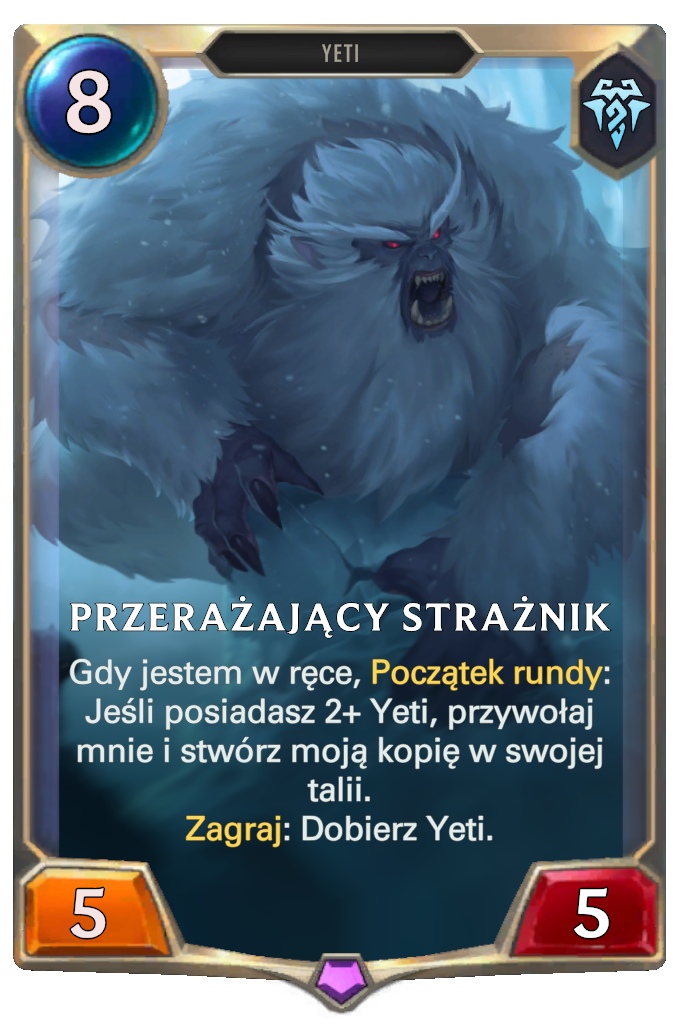 YETI
8
PRZERAŻAJĄCY STRAŻNIK
Gdy jestem w ręce, Początek rundy:
Jeśli posiadasz 2+ Yeti, przywołaj
mnie i stwórz moją kopię w swojej
talii.
Zagraj: Dobierz Yeti.
5
5